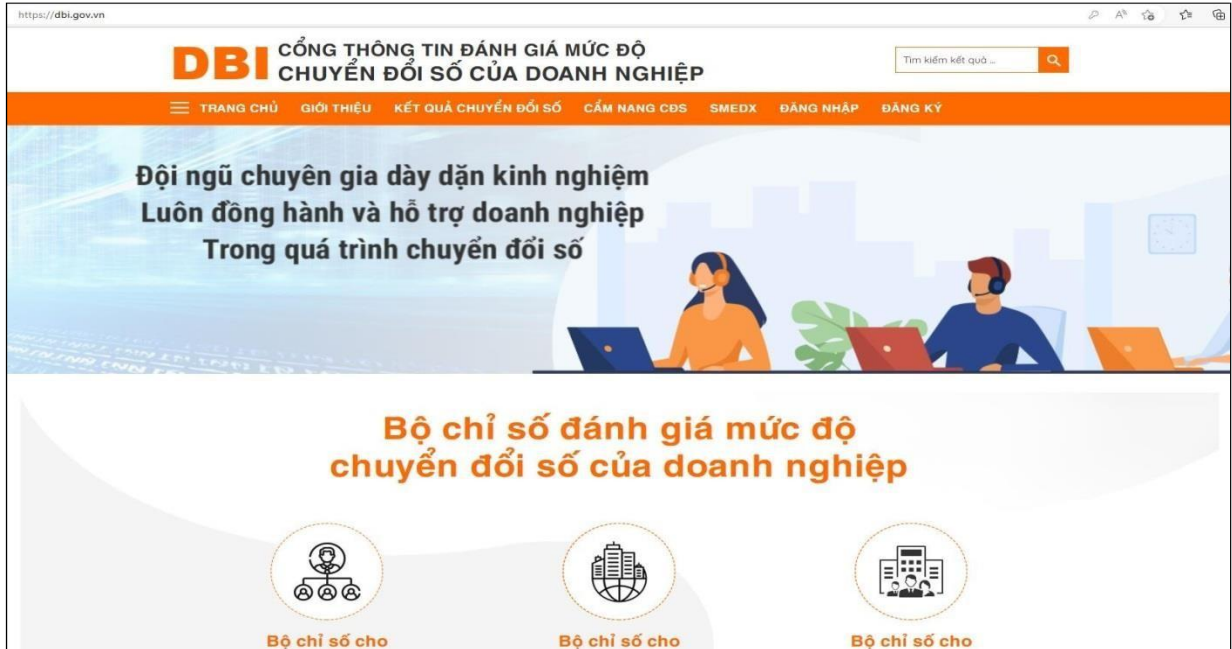 https://dbi.gov.vn
DBI CỔNG THÔNG TIN ĐÁNH GIÁ MỨC ĐỘ
CHUYỂN ĐỔI SỐ CỦA DOANH NGHIỆP
Tìm kiếm kết quả ...
TRANG CHỦ GIỚI THIỆU KẾT QUẢ CHUYỂN ĐỔI SỐ CẨM NANG CĐS SMEDX ĐĂNG NHẬP ĐĂNG KÝ
Đội ngũ chuyên gia dày dặn kinh nghiệm
Luôn đồng hành và hỗ trợ doanh nghiệp
Trong quá trình chuyển đổi số
Bộ chỉ số đánh giá mức độ
chuyển đổi số của doanh nghiệp
Bộ chỉ số cho Bộ chỉ số cho Bộ chỉ số cho